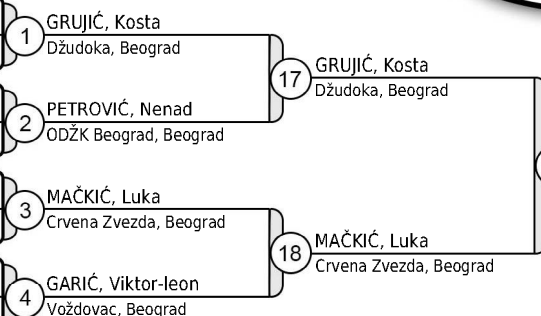 1
GRUJIĆ, Kosta
Džudoka, Beograd
2
PETROVIĆ, Nenad
ODŽK Beograd, Beograd
17
GRUJIĆ, Kosta
Džudoka, Beograd
3
MAČKIĆ, Luka
Crvena Zvezda, Beograd
4
GARIĆ, Viktor-leon
Voždovac, Beograd
18
MAČKIĆ, Luka
Crvena Zvezda, Beograd